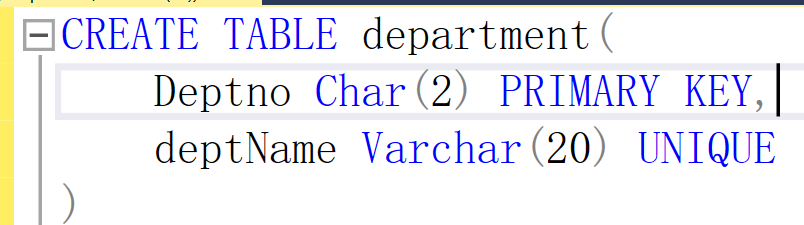 CREATE TABLE department(
Deptno Char(2) PRIMARY KEY,
deptName Varchar(20) UNIQUE
)